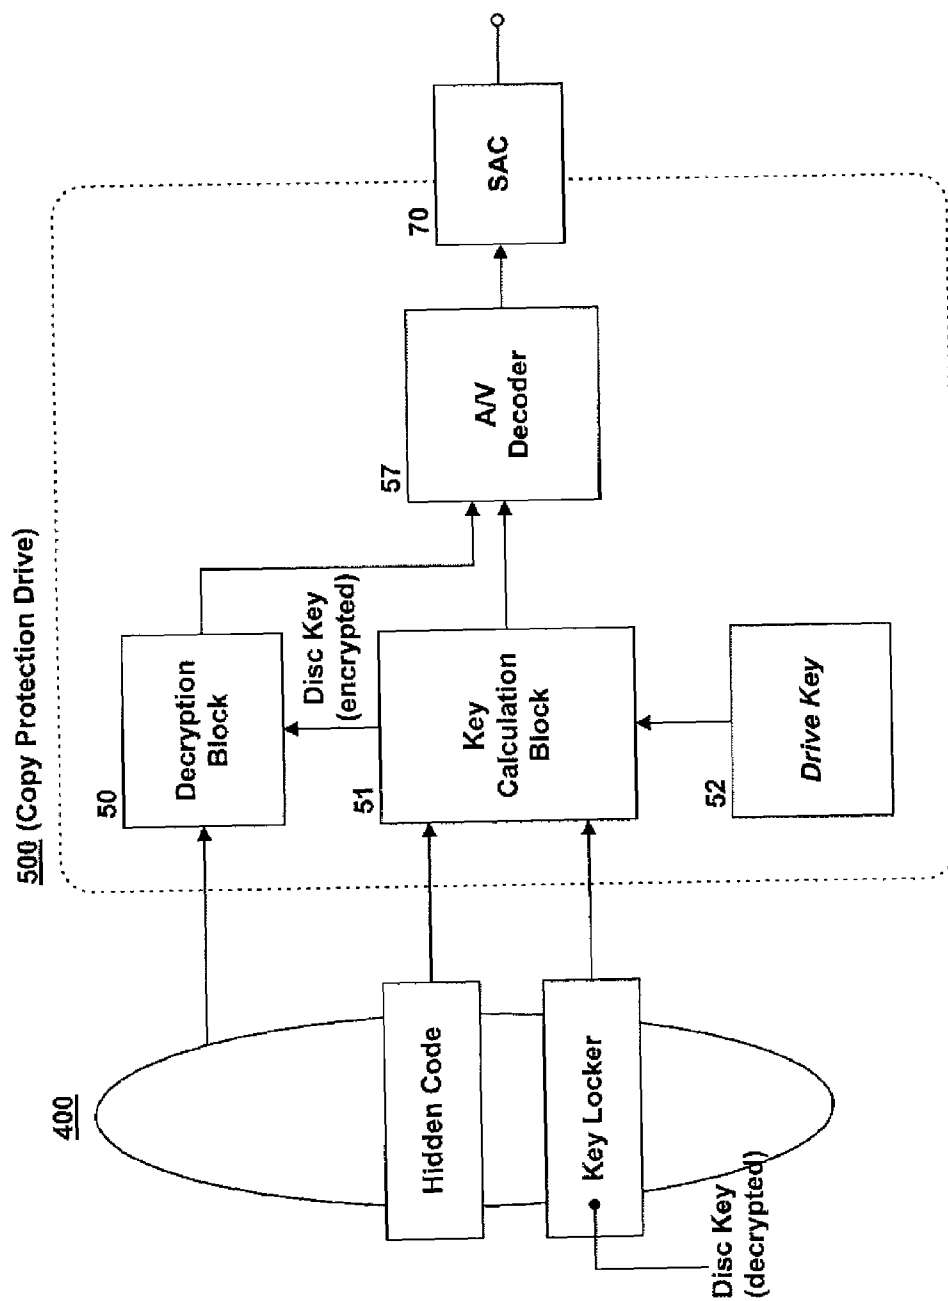 500 (Copy Protection Drive)
400
50
Decryption
Block
Disc Key
(encrypted)
Hidden Code
51
Key
Calculation
Block
57
A/V
Decoder
70
SAC
Key Locker
52
Drive Key
Disc Key
(decrypted)